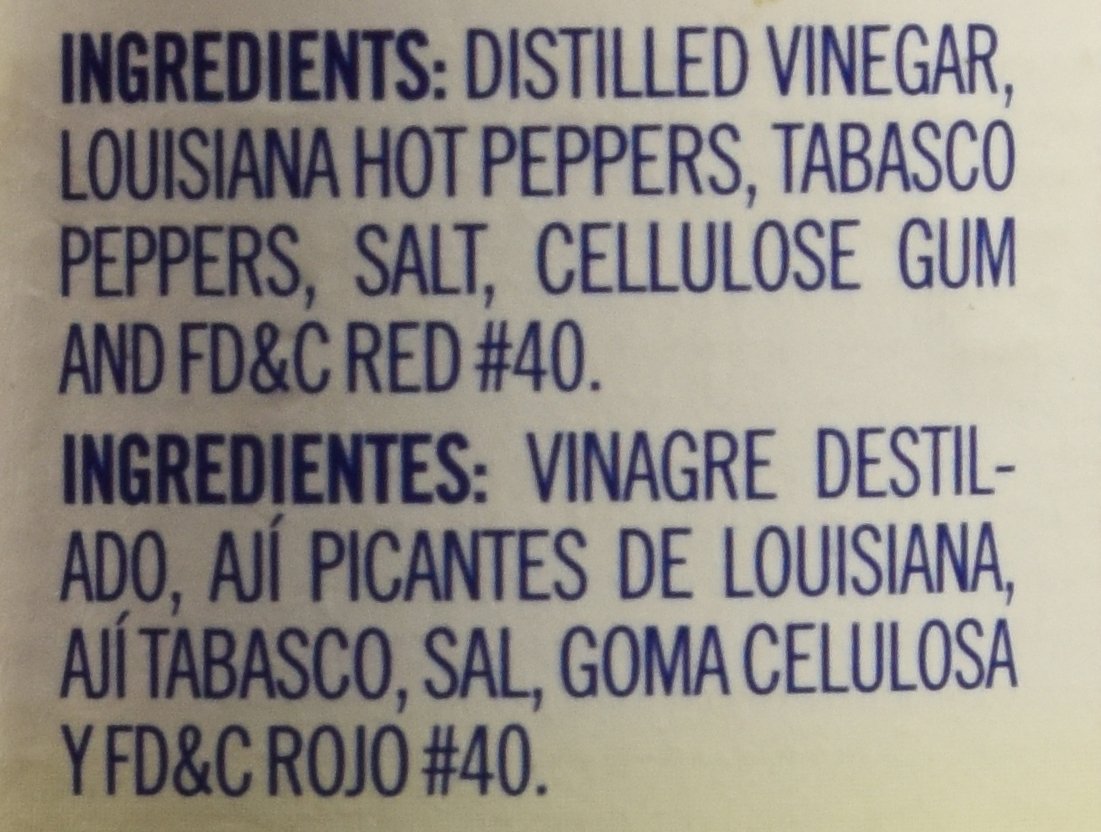 INGREDIENTS: DISTILLED VINEGAR,
LOUISIANA HOT PEPPERS, TABASCO
PEPPERS, SALT, CELLULOSE GUM
AND FD&C RED #40.
INGREDIENTES: VINAGRE DESTIL-
ADO, AJÍ PICANTES DE LOUISIANA,
AJÍ TABASCO, SAL, GOMA CELULOSA
Y FD&C ROJO #40.